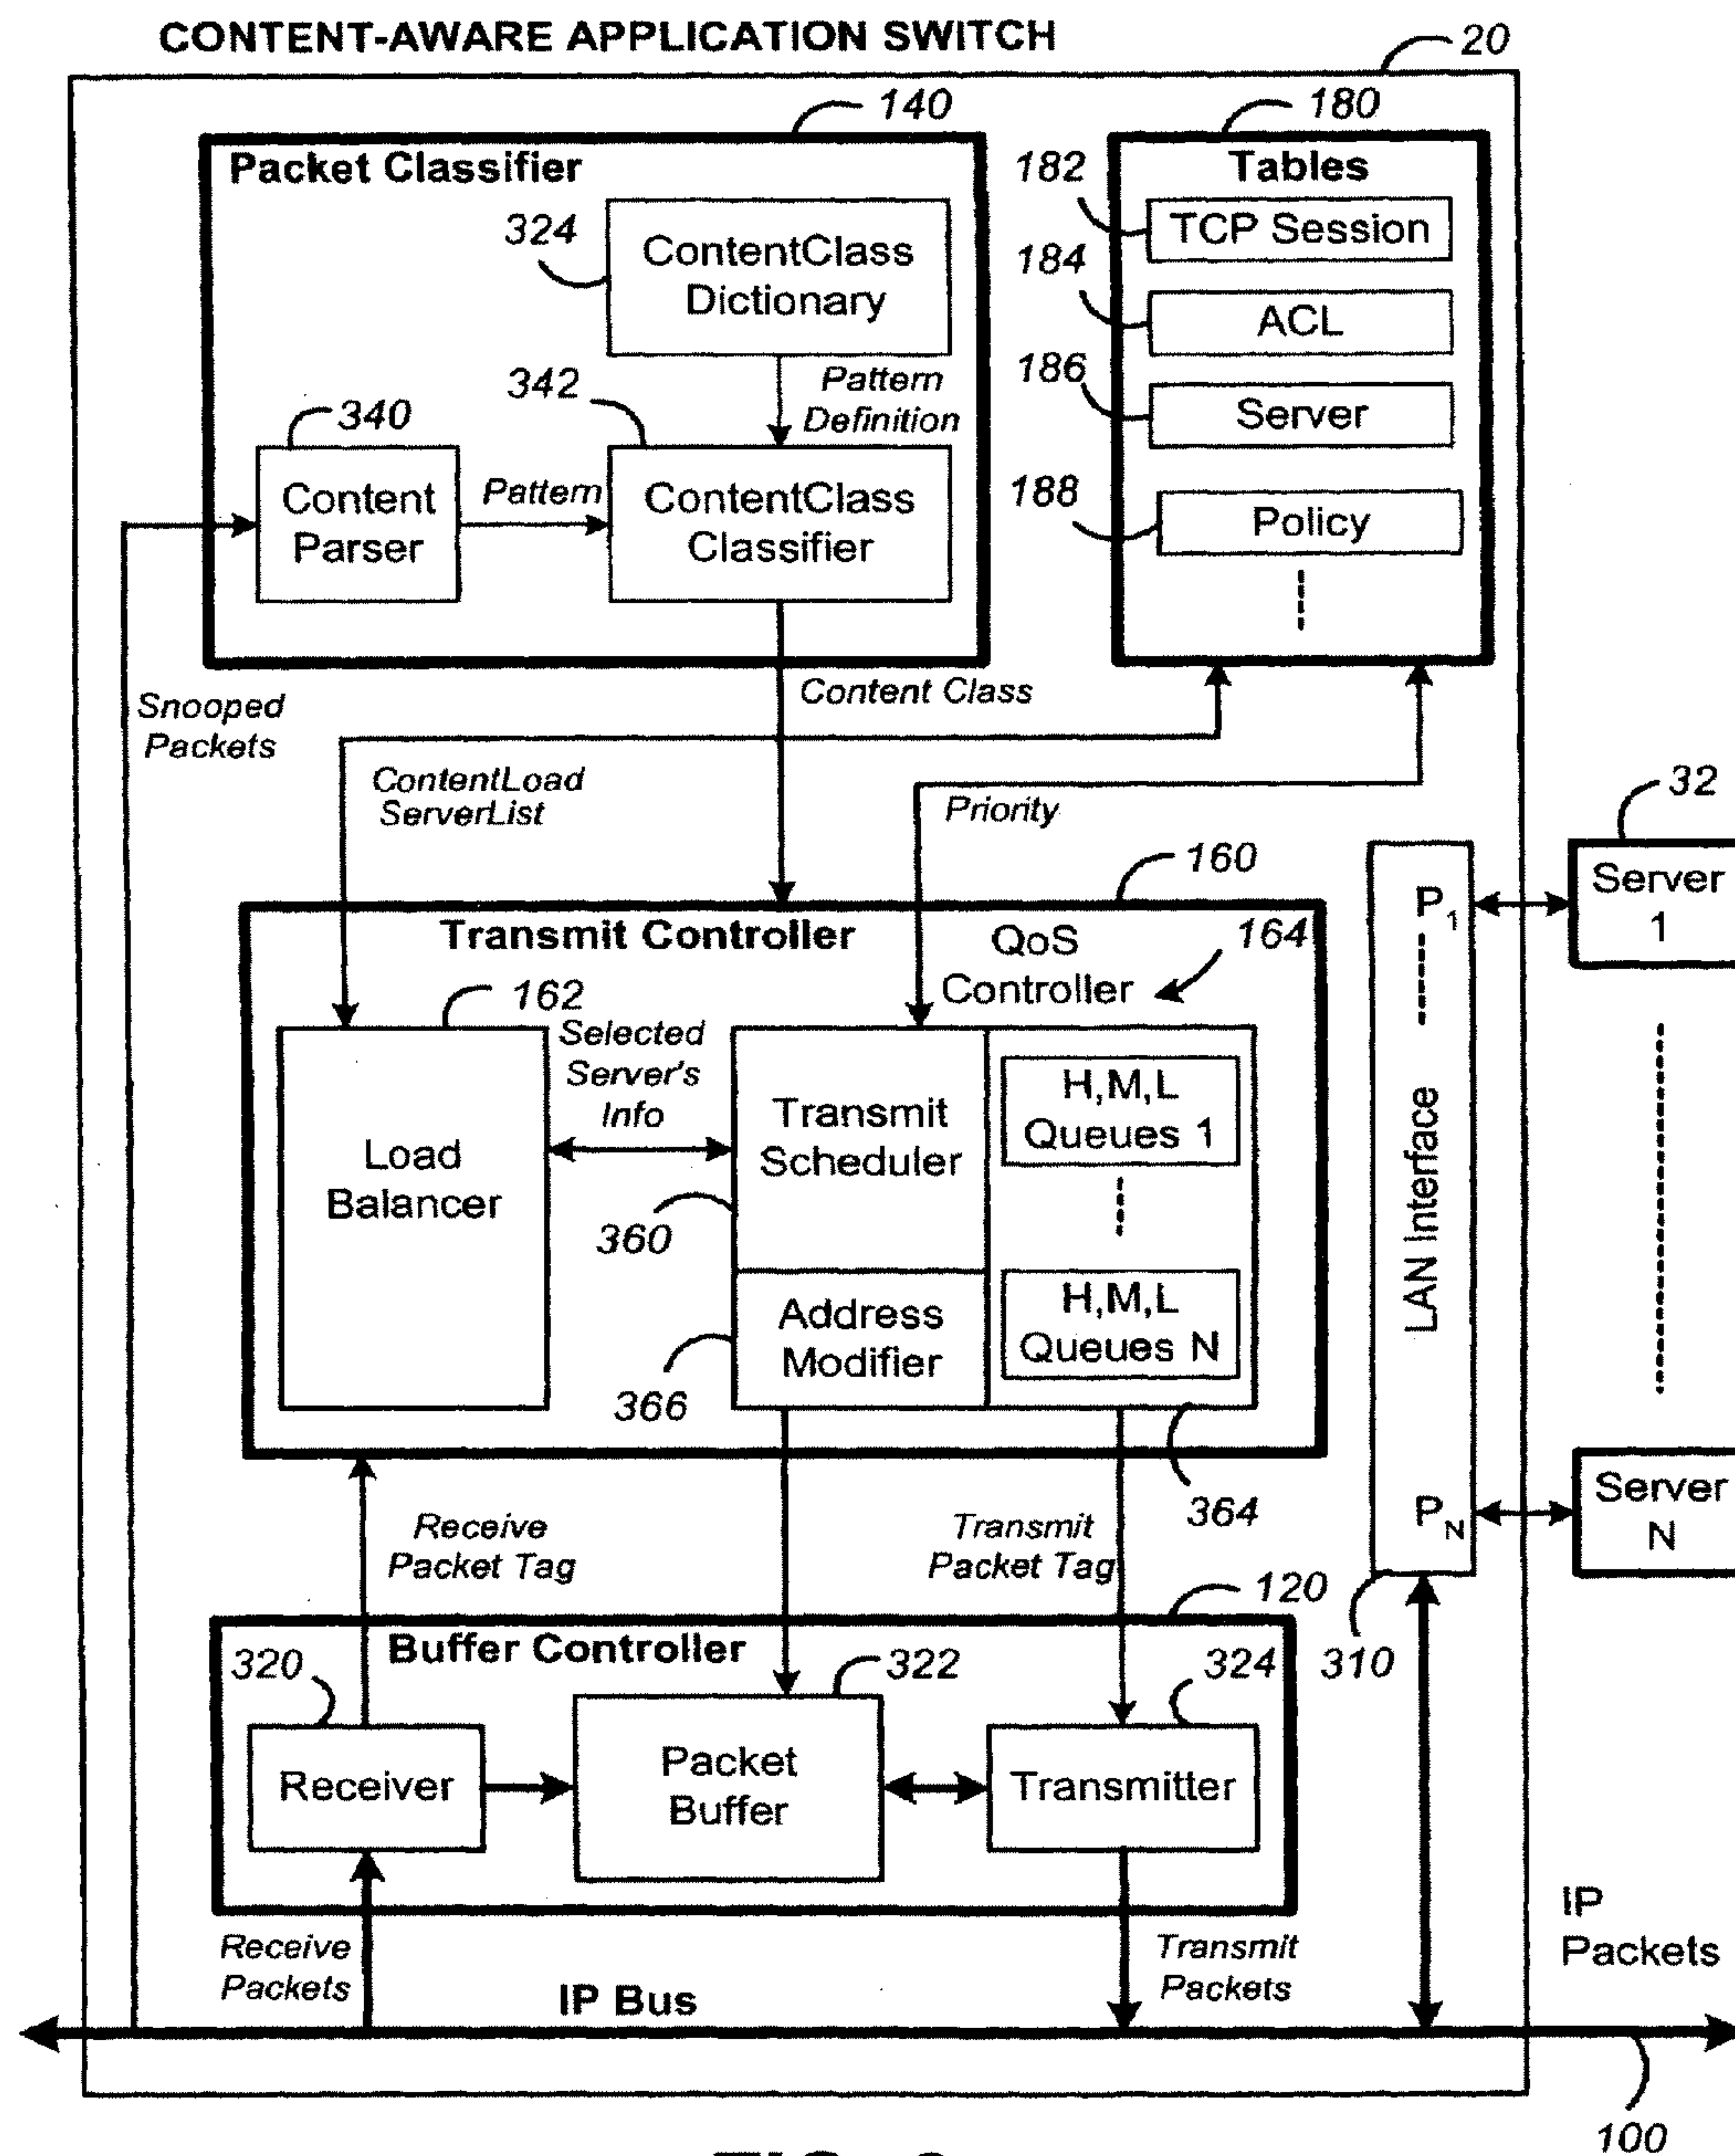 CONTENT-AWARE APPLICATION SWITCH
20
140
180
Packet Classifier
182
Tables
324
ContentClass
Dictionary
TCP Session
184
ACL
342
Pattern
Definition
186
Server
340
Content
Parser
Pattern
ContentClass
Classifier
188
Policy
Snooped
Packets
Content Class
ContentLoad
ServerList
Priority
32
160
Server
1
P1
Transmit Controller
QoS
Controller
164
162
Selected
Server's
Info
Load
Balancer
Transmit
Scheduler
H,M,L
Queues 1
360
LAN Interface
Address
Modifier
H,M,L
Queues N
366
364
PN
Server
N
Receive
Packet Tag
Transmit
Packet Tag
120
310
Buffer Controller
320
322
324
Receiver
Packet
Buffer
Transmitter
Receive
Packets
IP Bus
Transmit
Packets
IP
Packets
100